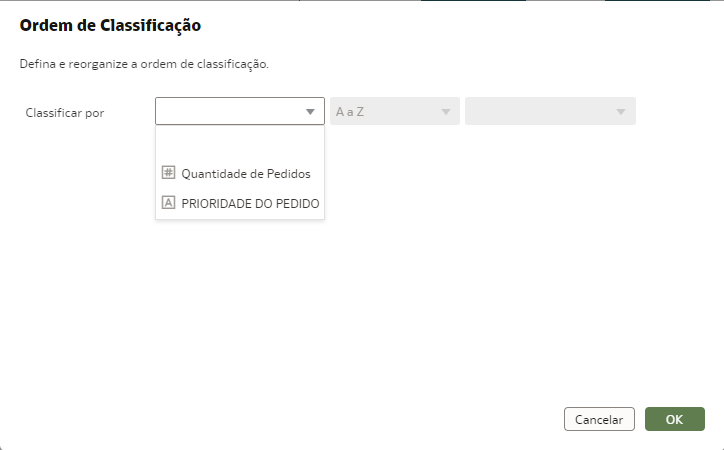 Ordem de Classificação
Defina e reorganize a ordem de classificação.
Classificar por
A a Z
# Quantidade de Pedidos
A PRIORIDADE DO PEDIDO
Cancelar
OK